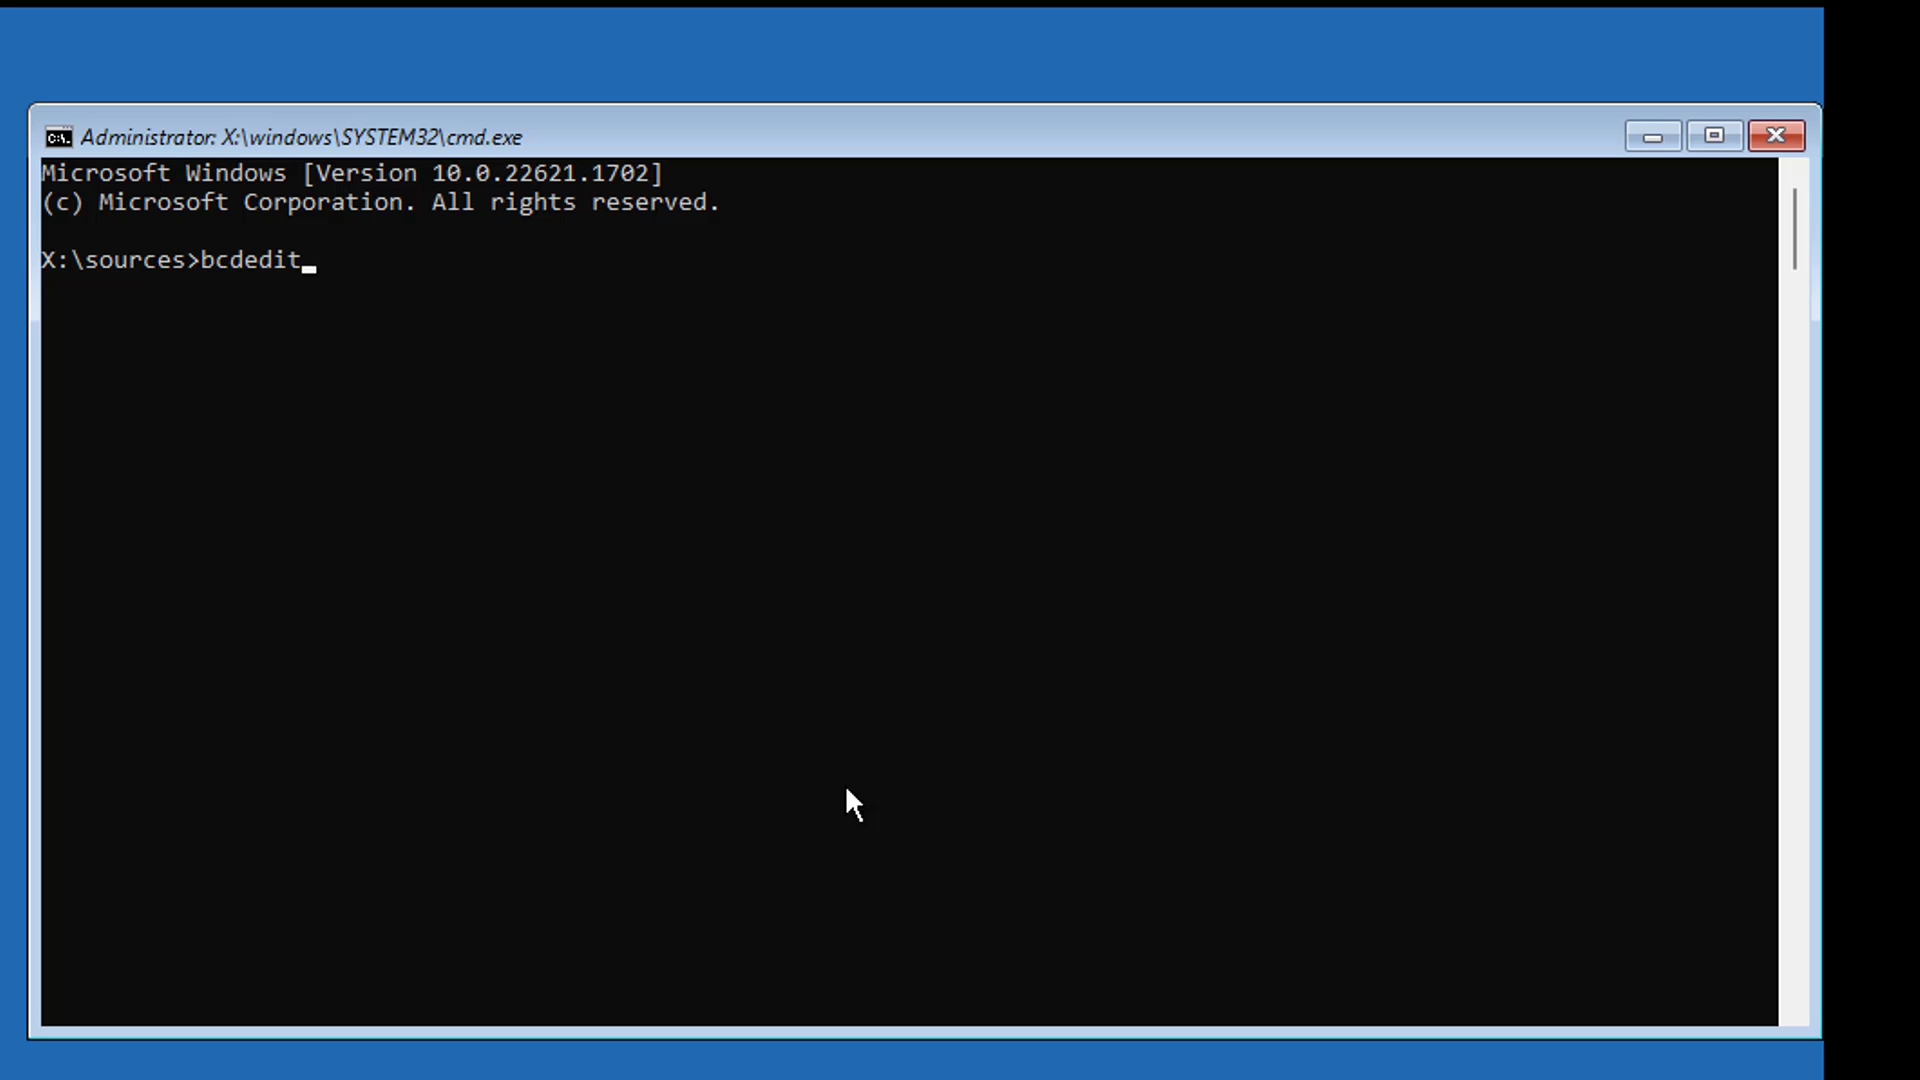 Administrator: X:\windows\SYSTEM32\cmd.exe
Microsoft Windows [Version 10.0.22621.1702]
(c) Microsoft Corporation. All rights reserved.
X:\sources>bcdedit